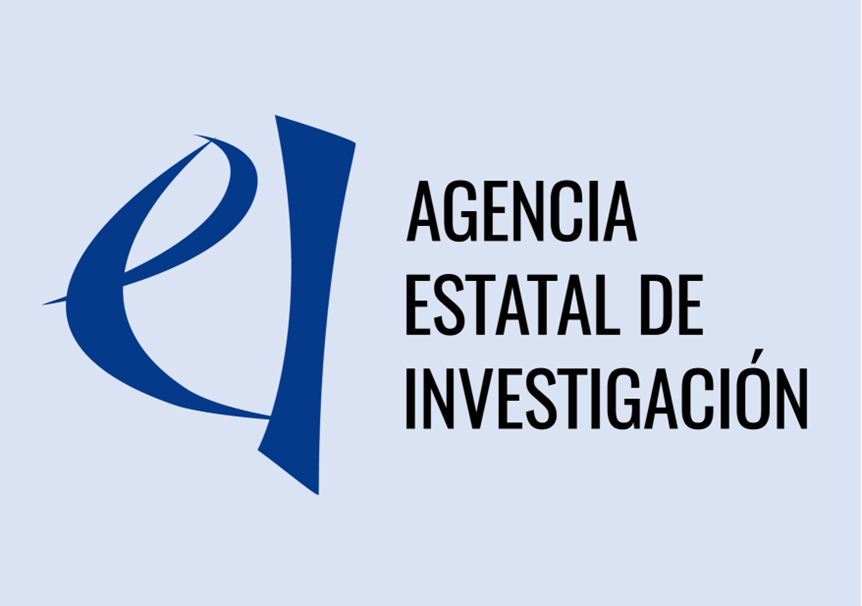 AGENCIA
ESTATAL DE
INVESTIGACIÓN